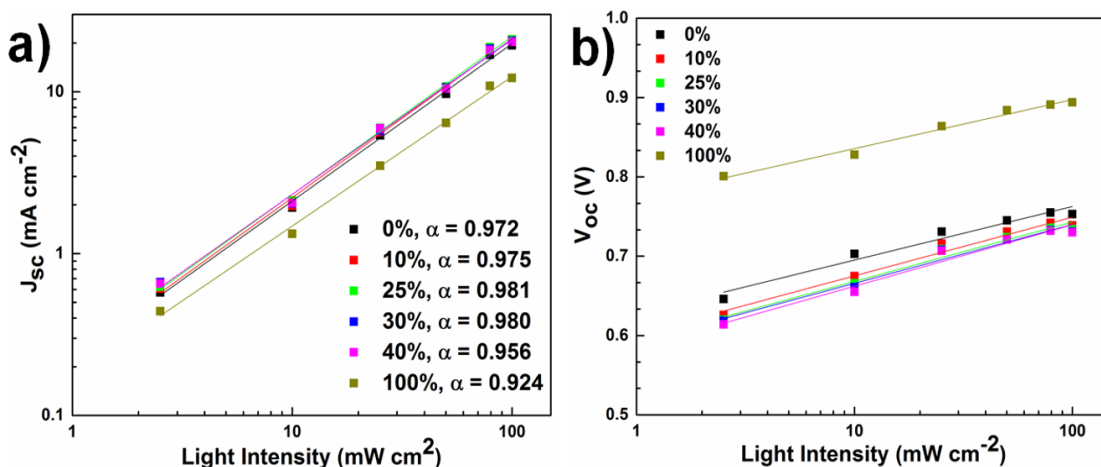 a)
J_SC (mA cm^-2)
10
1
0.1
0%, α = 0.972
10%, α = 0.975
25%, α = 0.981
30%, α = 0.980
40%, α = 0.956
100%, α = 0.924
1
10
100
Light Intensity (mW cm^2)
b)
V_OC (V)
1.0
0.9
0.8
0.7
0.6
0.5
0%
10%
25%
30%
40%
100%
1
10
100
Light Intensity (mW cm^-2)